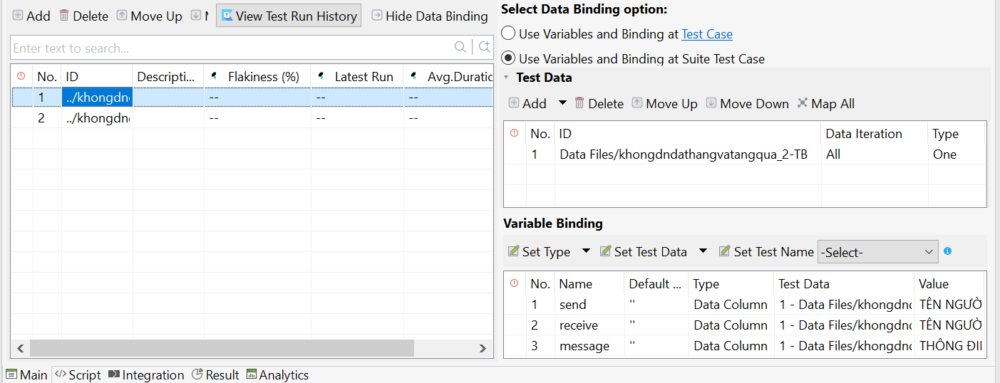 Add Delete Move Up View Test Run History Hide Data Binding
Enter text to search...
No. ID Descripti... Flakiness (%) Latest Run Avg.Duratio
1 ../khongdn -- -- --
2 ../khongdn -- -- --
Main Script Integration Result Analytics
Select Data Binding option:
Use Variables and Binding at Test Case
Use Variables and Binding at Suite Test Case
Test Data
Add Delete Move Up Move Down Map All
No. ID Data Iteration Type
1 Data Files/khongdndathangvatangqua_2-TB All One
Variable Binding
Set Type Set Test Data Set Test Name -Select-
No. Name Default ... Type Test Data Value
1 send '' Data Column 1 - Data Files/khongdn TÊN NGƯỜ
2 receive '' Data Column 1 - Data Files/khongdn TÊN NGƯỜ
3 message '' Data Column 1 - Data Files/khongdn THÔNG ĐI